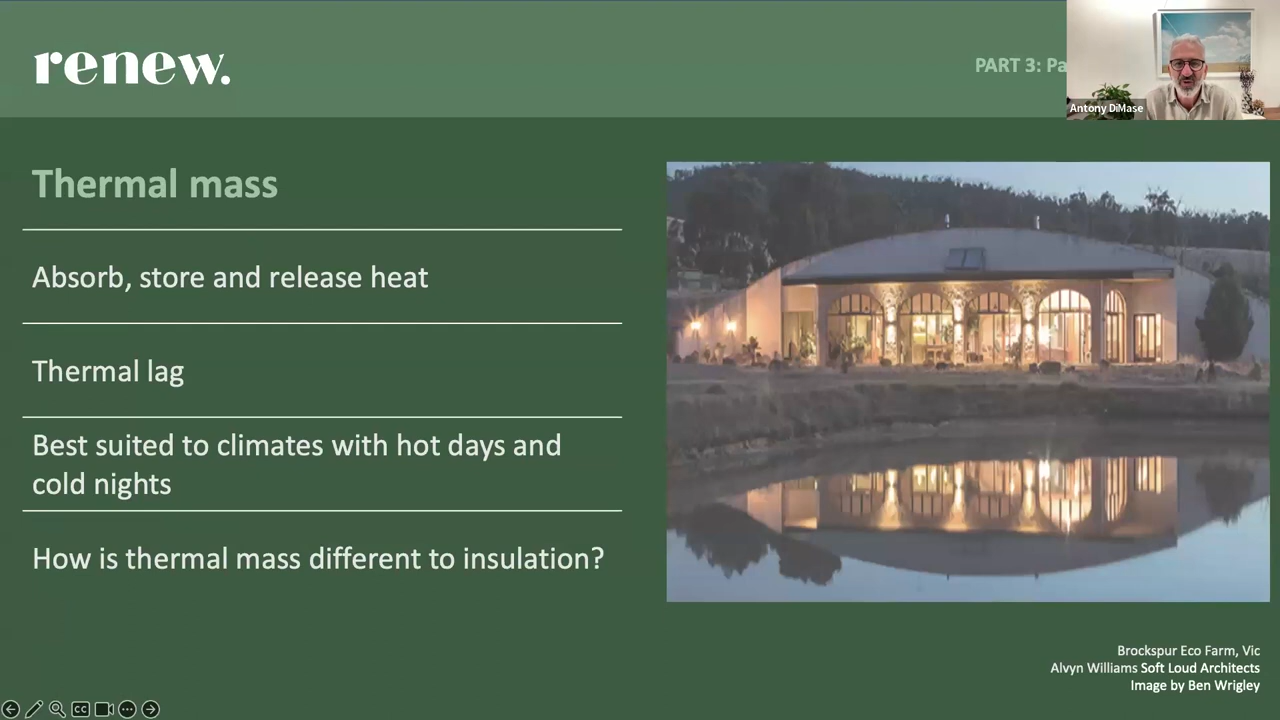 renew.
PART 3: Pa
Antony DiMase
Thermal mass
Absorb, store and release heat
Thermal lag
Best suited to climates with hot days and
cold nights
How is thermal mass different to insulation?
Brockspur Eco Farm, Vic
Alvyn Williams Soft Loud Architects
Image by Ben Wrigley
CC